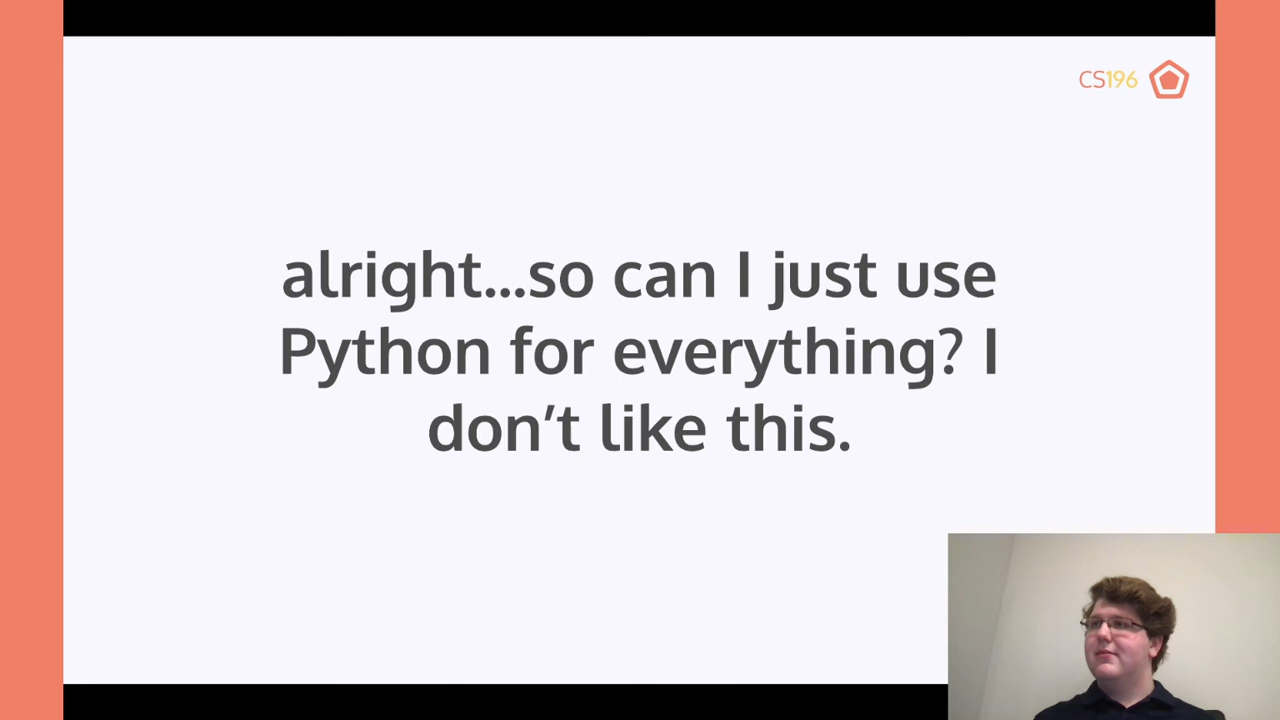 CS196
alright...so can I just use
Python for everything? I
don’t like this.